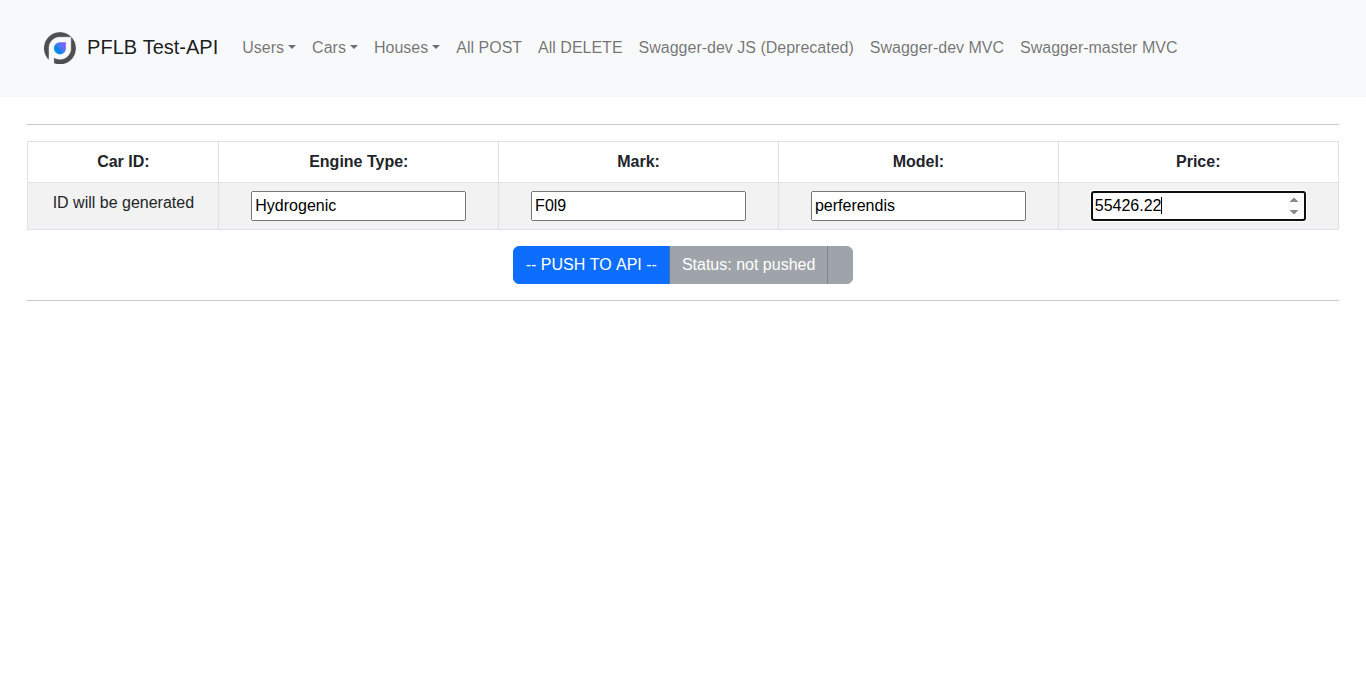 PFLB Test-API Users Cars Houses All POST All DELETE Swagger-dev JS (Deprecated) Swagger-dev MVC Swagger-master MVC
Car ID: Engine Type: Mark: Model: Price:
ID will be generated Hydrogenic F0l9 perferendis 55426.22
-- PUSH TO API -- Status: not pushed